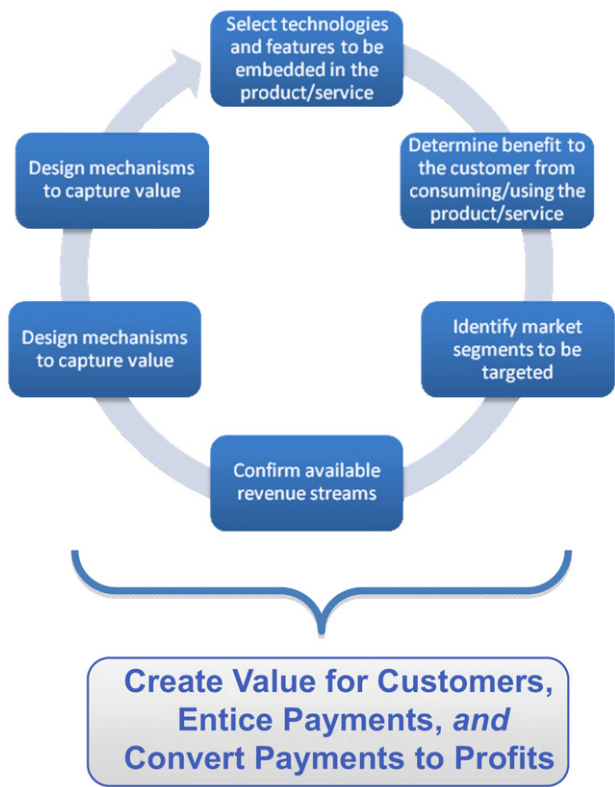 Select technologies
and features to be
embedded in the
product/service
Determine benefit to
the customer from
consuming/using the
product/service
Identify market
segments to be
targeted
Confirm available
revenue streams
Design mechanisms
to capture value
Design mechanisms
to capture value
Create Value for Customers,
Entice Payments, and
Convert Payments to Profits